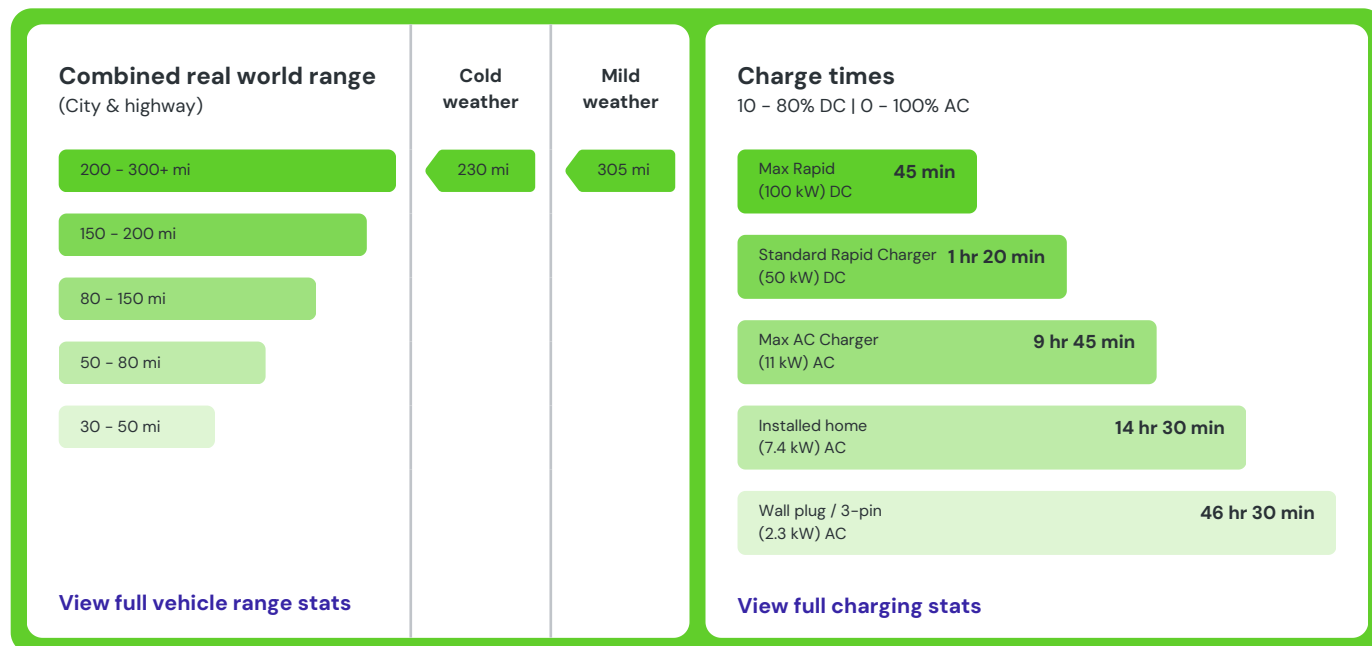 Combined real world range
(City & highway)
Cold
weather
Mild
weather
200 - 300+ mi
230 mi
305 mi
150 - 200 mi
80 - 150 mi
50 - 80 mi
30 - 50 mi
View full vehicle range stats
Charge times
10 - 80% DC | 0 - 100% AC
Max Rapid
(100 kW) DC
45 min
Standard Rapid Charger
(50 kW) DC
1 hr 20 min
Max AC Charger
(11 kW) AC
9 hr 45 min
Installed home
(7.4 kW) AC
14 hr 30 min
Wall plug / 3-pin
(2.3 kW) AC
46 hr 30 min
View full charging stats